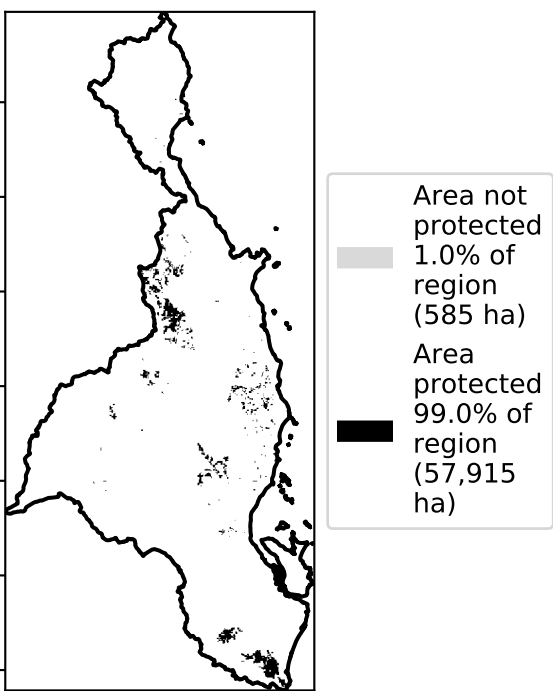 Area not
protected
1.0% of
region
(585 ha)
Area
protected
99.0% of
region
(57,915
ha)